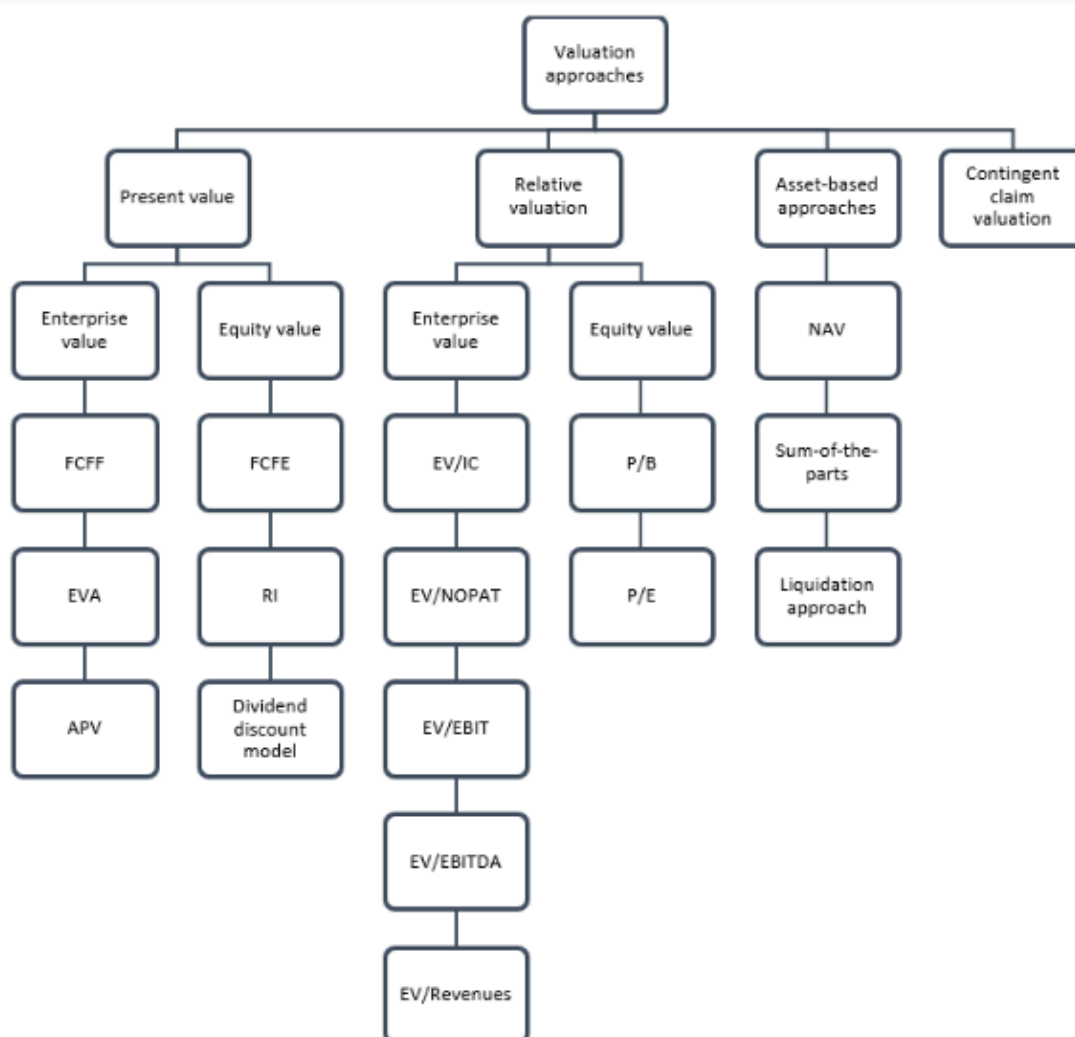 Valuation
approaches
Present value
Relative
valuation
Asset-based
approaches
Contingent
claim
valuation
Enterprise
value
Equity value
Enterprise
value
Equity value
NAV
FCFF
FCFE
EV/IC
P/B
Sum-of-the-
parts
EVA
RI
EV/NOPAT
P/E
Liquidation
approach
APV
Dividend
discount
model
EV/EBIT
EV/EBITDA
EV/Revenues